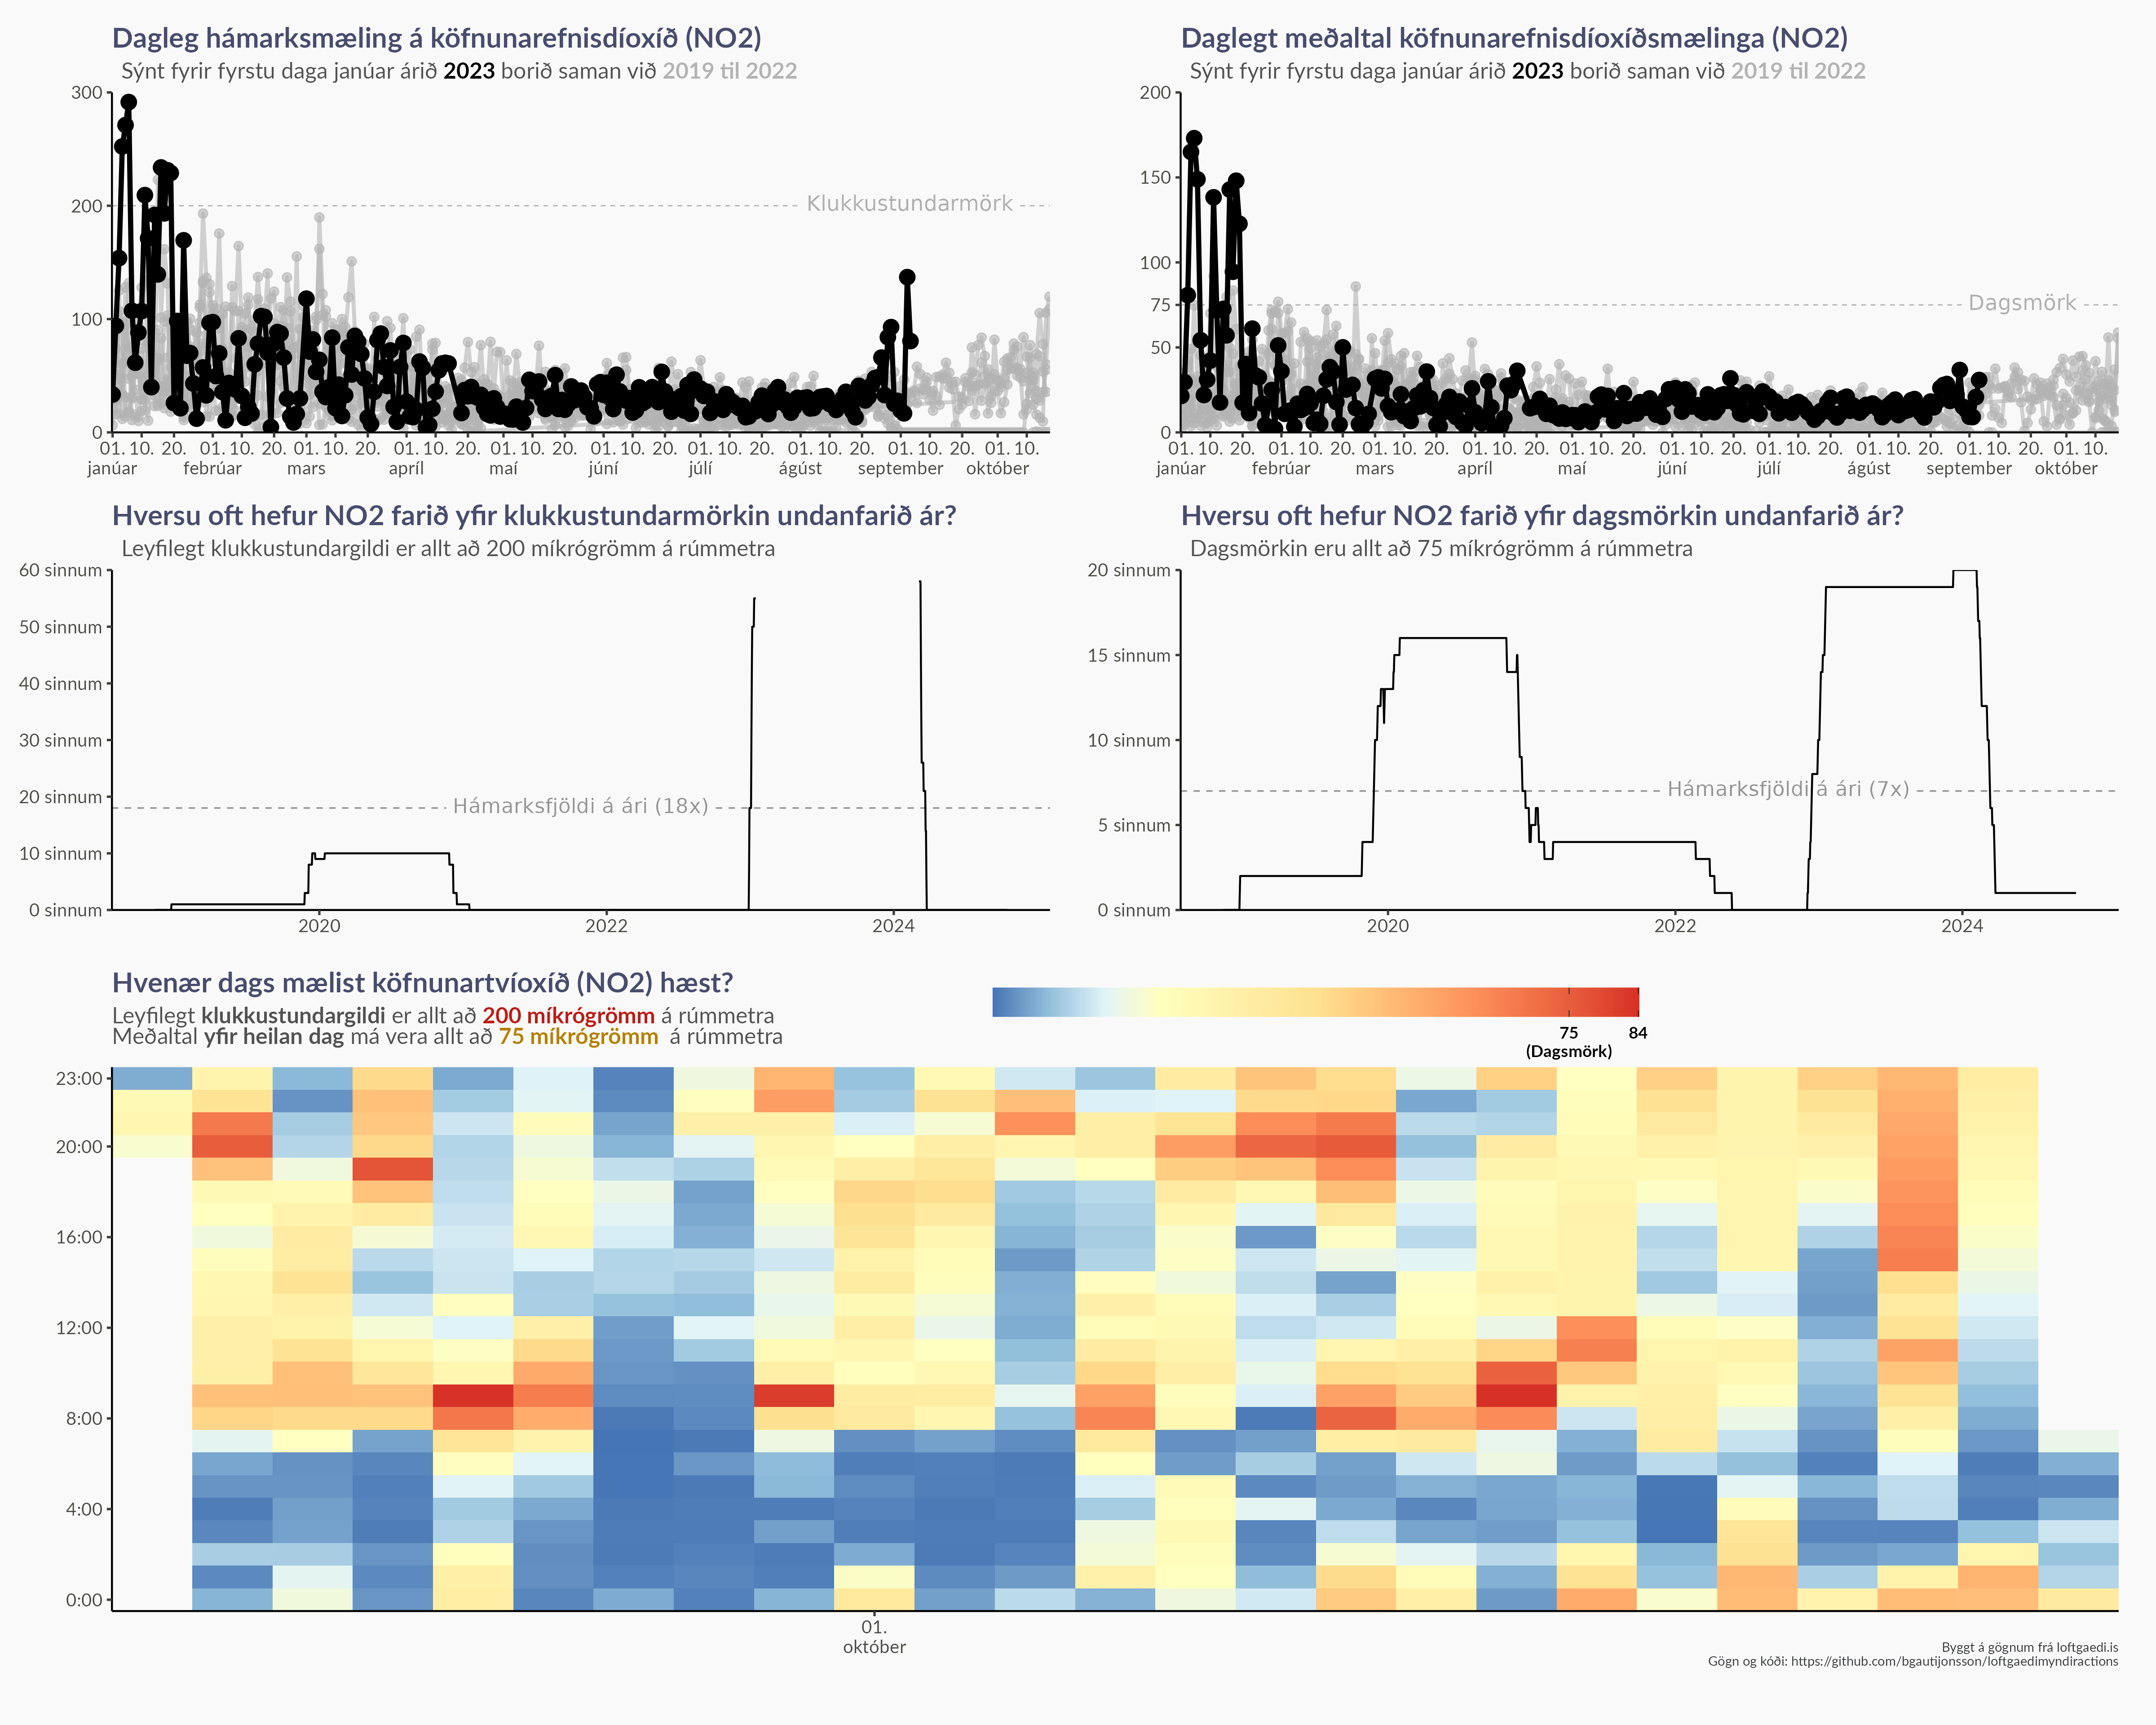 Dagleg hámarksmæling á köfnunarefnisdíoxíð (NO2)
Sýnt fyrir fyrstu daga janúar árið 2023 borið saman við 2019 til 2022
300
200
100
0
Klukkustundarmörk
01. 10. 20. 01. 10. 20. 01. 10. 20. 01. 10. 20. 01. 10. 20. 01. 10. 20. 01. 10. 20. 01. 10. 20. 01. 10. 20. 01. 10.
janúar febrúar mars apríl maí júní júlí ágúst september október
Daglegt meðaltal köfnunarefnisdíoxíðsmælinga (NO2)
Sýnt fyrir fyrstu daga janúar árið 2023 borið saman við 2019 til 2022
200
150
100
75
50
0
Dagsmörk
01. 10. 20. 01. 10. 20. 01. 10. 20. 01. 10. 20. 01. 10. 20. 01. 10. 20. 01. 10. 20. 01. 10. 20. 01. 10. 20. 01. 10.
janúar febrúar mars apríl maí júní júlí ágúst september október
Hversu oft hefur NO2 farið yfir klukkustundarmörkin undanfarið ár?
Leyfilegt klukkustundargildi er allt að 200 míkrógrömm á rúmmetra
60 sinnum
50 sinnum
40 sinnum
30 sinnum
20 sinnum
10 sinnum
0 sinnum
Hámarksfjöldi á ári (18x)
2020 2022 2024
Hversu oft hefur NO2 farið yfir dagsmörkin undanfarið ár?
Dagsmörkin eru allt að 75 míkrógrömm á rúmmetra
20 sinnum
15 sinnum
10 sinnum
5 sinnum
0 sinnum
Hámarksfjöldi á ári (7x)
2020 2022 2024
Hvenær dags mælist köfnunartvíoxíð (NO2) hæst?
Leyfilegt klukkustundargildi er allt að 200 míkrógrömm á rúmmetra
Meðaltal yfir heilan dag má vera allt að 75 míkrógrömm á rúmmetra
75 84
(Dagsmörk)
23:00
20:00
16:00
12:00
8:00
4:00
0:00
01.
október
Byggt á gögnum frá loftgaedi.is
Gögn og kóði: https://github.com/bgautijonsson/loftgaedimyndiractions